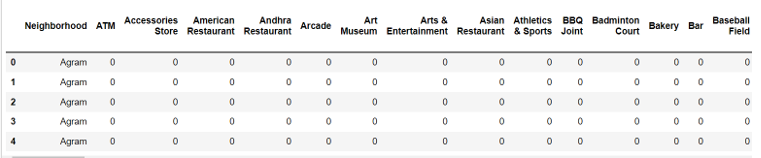 Neighborhood ATM Accessories Store American Restaurant Andhra Restaurant Arcade Art Museum Arts & Entertainment Asian Restaurant Athletics & Sports BBQ Joint Badminton Court Bakery Bar Baseball Field
0 Agram 0 0 0 0 0 0 0 0 0 0 0 0 0 0
1 Agram 0 0 0 0 0 0 0 0 0 0 0 0 0 0
2 Agram 0 0 0 0 0 0 0 0 0 0 0 0 0 0
3 Agram 0 0 0 0 0 0 0 0 0 0 0 0 0 0
4 Agram 0 0 0 0 0 0 0 0 0 0 0 0 0 0